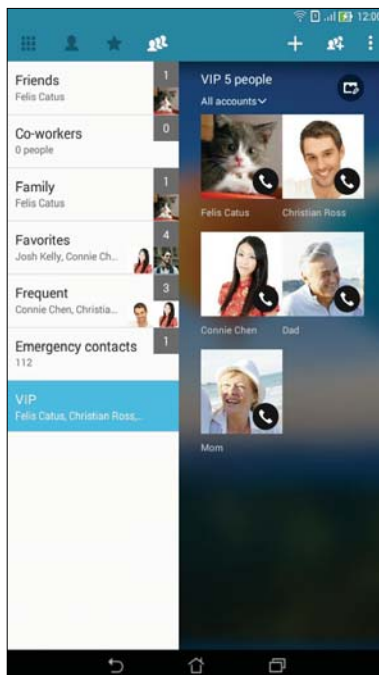 12:00
Friends
1
Felis Catus
Co-workers
0
0 people
Family
1
Felis Catus
Favorites
4
Josh Kelly, Connie Ch...
Frequent
3
Connie Chen, Christia...
Emergency contacts
1
112
VIP
Felis Catus, Christian Ross,..
VIP 5 people
All accounts
Felis Catus
Christian Ross
Connie Chen
Dad
Mom